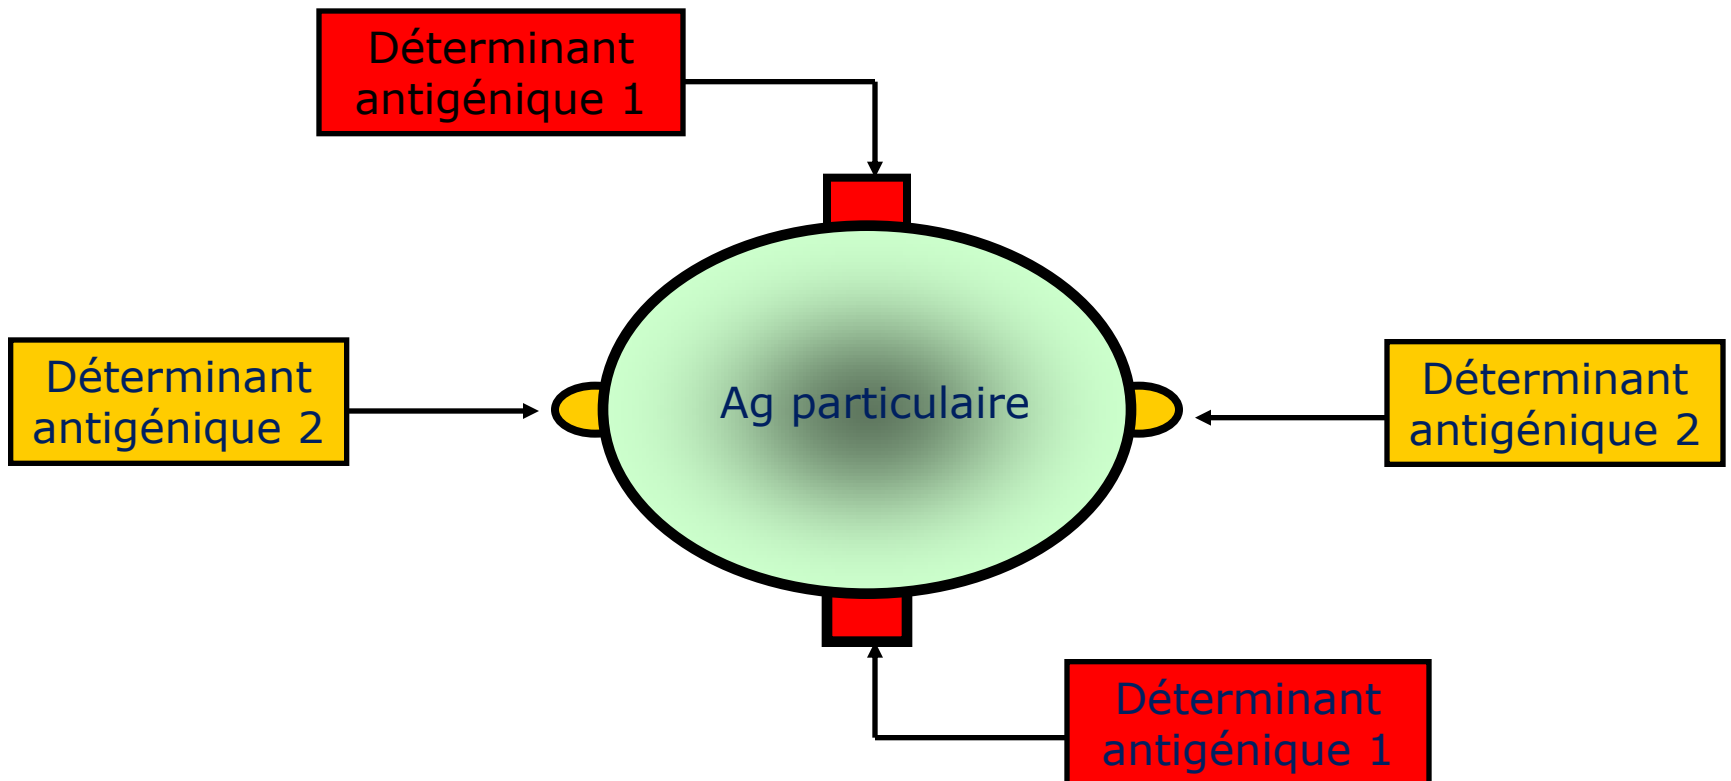 Déterminant
antigénique 1
Déterminant
antigénique 2
Ag particulaire
Déterminant
antigénique 2
Déterminant
antigénique 1